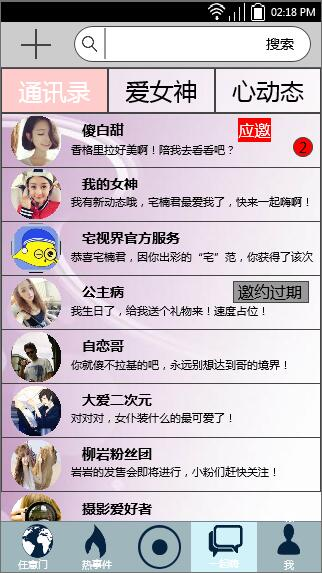 02:18 PM
搜索
通讯录 爱女神 心动态
傻白甜 应邀
香格里拉好美啊！陪我去看看吧？ 2
我的女神
我有新动态哦，宅楠君最爱我了，快来一起嗨啊！
宅视界官方服务
恭喜宅楠君，因你出彩的“宅”范，你获得了该次
公主病 邀约过期
我生日了，给我送个礼物来！速度占位！
自恋哥
你就傻不拉基的吧，永远别想达到哥的境界！
大爱二次元
对对对，女仆装什么的最可爱了！
柳岩粉丝团
岩岩的发售会即将进行，小粉们赶快关注！
摄影爱好者
任意门 热事件 我